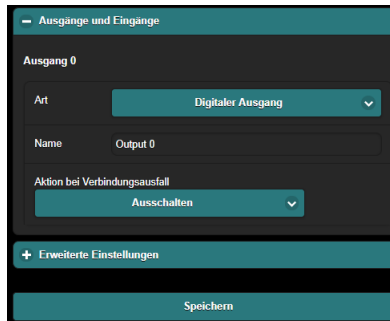 Ausgänge und Eingänge
Ausgang 0
Art
Digitaler Ausgang
Name
Output 0
Aktion bei Verbindungsausfall
Ausschalten
Erweiterte Einstellungen
Speichern